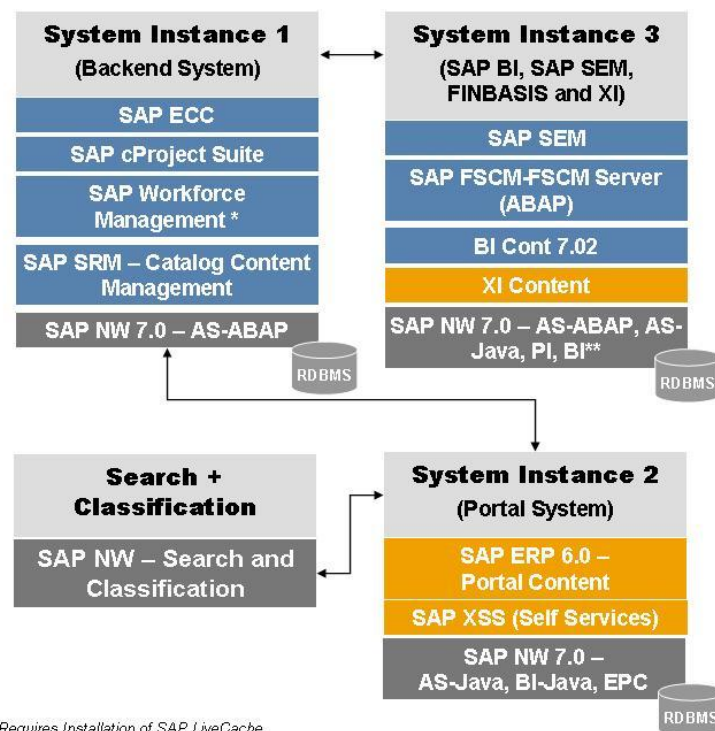 System Instance 1
(Backend System)
SAP ECC
SAP cProject Suite
SAP Workforce
Management *
SAP SRM – Catalog Content
Management
SAP NW 7.0 – AS-ABAP
RDBMS
System Instance 3
(SAP BI, SAP SEM,
FINBASIS and XI)
SAP SEM
SAP FSCM-FSCM Server
(ABAP)
BI Cont 7.02
XI Content
SAP NW 7.0 – AS-ABAP, AS-
Java, PI, BI**
RDBMS
Search +
Classification
SAP NW – Search and
Classification
System Instance 2
(Portal System)
SAP ERP 6.0 –
Portal Content
SAP XSS (Self Services)
SAP NW 7.0 –
AS-Java, BI-Java, EPC
RDBMS
Requires Installation of SAP LiveCache